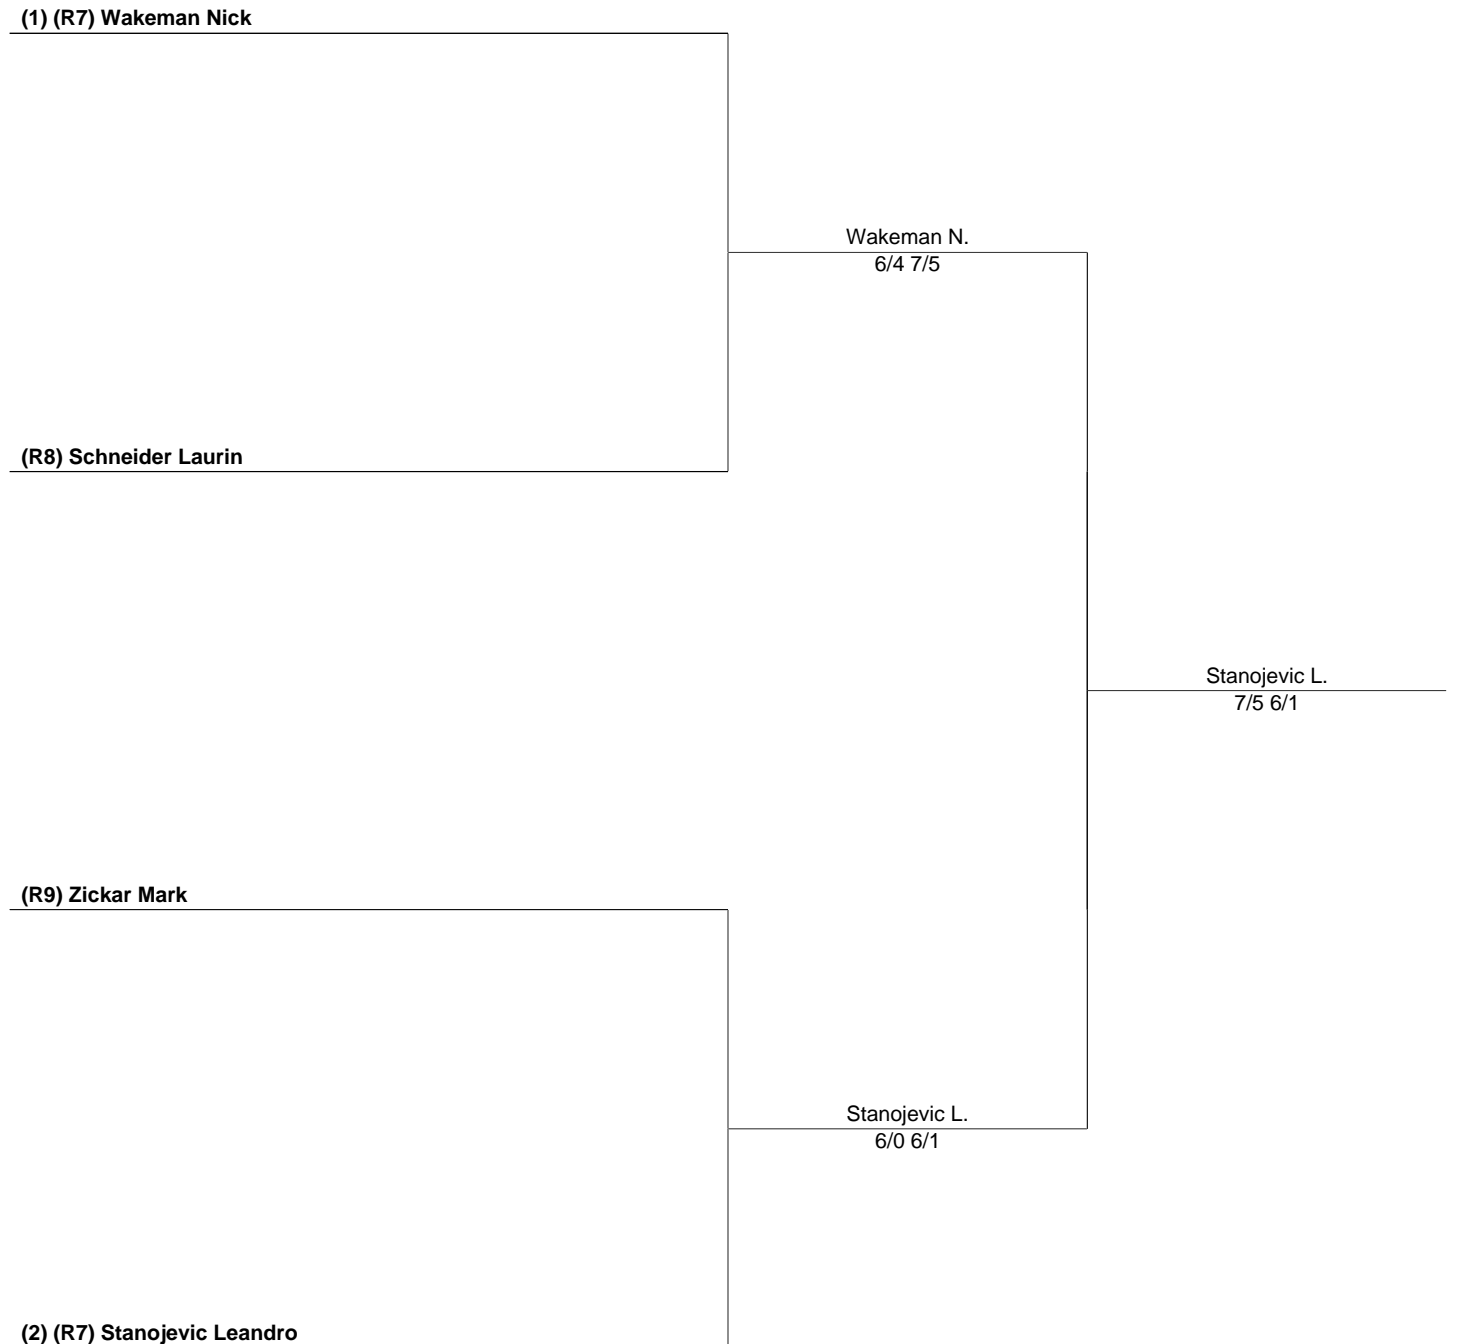 (1) (R7) Wakeman Nick
Wakeman N.
6/4 7/5
(R8) Schneider Laurin
Stanojevic L.
7/5 6/1
(R9) Zickar Mark
Stanojevic L.
6/0 6/1
(2) (R7) Stanojevic Leandro